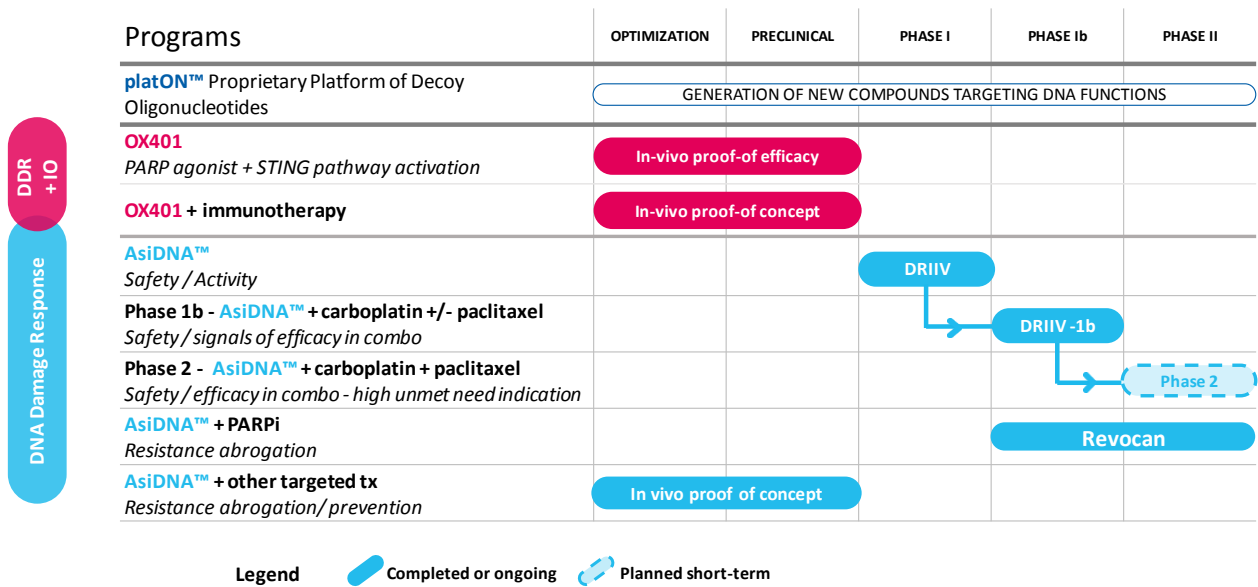 Programs
OPTIMIZATION
PRECLINICAL
PHASE I
PHASE Ib
PHASE II
platON™ Proprietary Platform of Decoy
Oligonucleotides
GENERATION OF NEW COMPOUNDS TARGETING DNA FUNCTIONS
DDR
+ IO
OX401
PARP agonist + STING pathway activation
In-vivo proof-of efficacy
OX401 + immunotherapy
In-vivo proof-of concept
DNA Damage Response
AsiDNA™
Safety / Activity
DRIIV
Phase 1b - AsiDNA™ + carboplatin +/- paclitaxel
Safety / signals of efficacy in combo
DRIIV -1b
Phase 2 - AsiDNA™ + carboplatin + paclitaxel
Safety / efficacy in combo - high unmet need indication
Phase 2
AsiDNA™ + PARPi
Resistance abrogation
Revocan
AsiDNA™ + other targeted tx
Resistance abrogation/ prevention
In vivo proof of concept
Legend
Completed or ongoing
Planned short-term